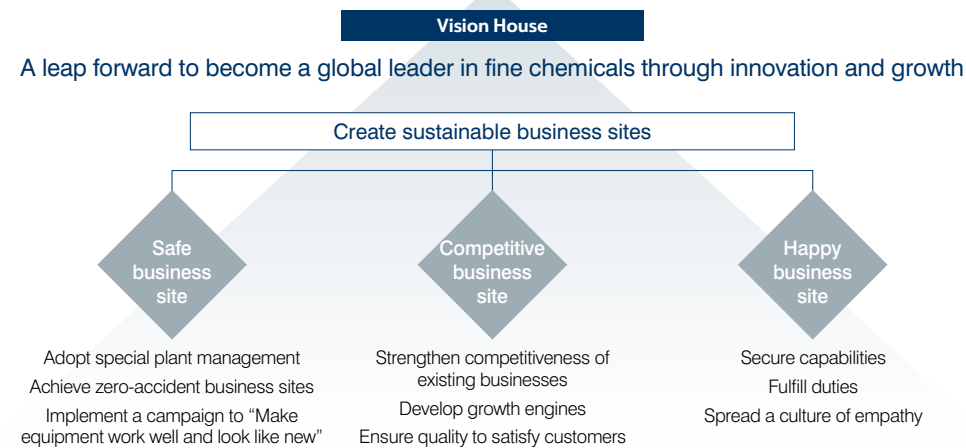 Vision House
A leap forward to become a global leader in fine chemicals through innovation and growth
Create sustainable business sites
Safe
business
site
Adopt special plant management
Achieve zero-accident business sites
Implement a campaign to “Make
equipment work well and look like new”
Competitive
business
site
Strengthen competitiveness of
existing businesses
Develop growth engines
Ensure quality to satisfy customers
Happy
business
site
Secure capabilities
Fulfill duties
Spread a culture of empathy